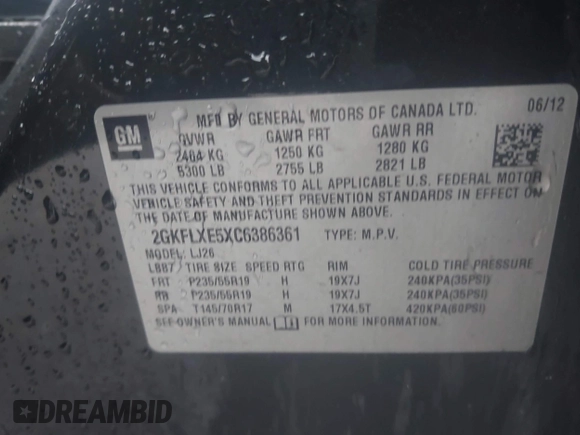 MFD BY GENERAL MOTORS OF CANADA LTD. 06/12
GM
GVWR GAWR FRT GAWR RR
2404 KG 1250 KG 1280 KG
5300 LB 2755 LB 2821 LB
THIS VEHICLE CONFORMS TO ALL APPLICABLE U.S. FEDERAL MOTOR
VEHICLE SAFETY AND THEFT PREVENTION STANDARDS IN EFFECT ON
THE DATE OF MANUFACTURE SHOWN ABOVE.
2GKFLXE5XC6386361 TYPE: M.P.V.
MODEL: LJ26
TIRE SIZE SPEED RTG RIM COLD TIRE PRESSURE
FRT P235/55R19 H 19X7J 240KPA(35PSI)
RR P235/55R19 H 19X7J 240KPA(35PSI)
SPA T145/70R17 M 17X4.5T 420KPA(60PSI)
SEE OWNER'S MANUAL FOR MORE INFORMATION.
DREAMBID